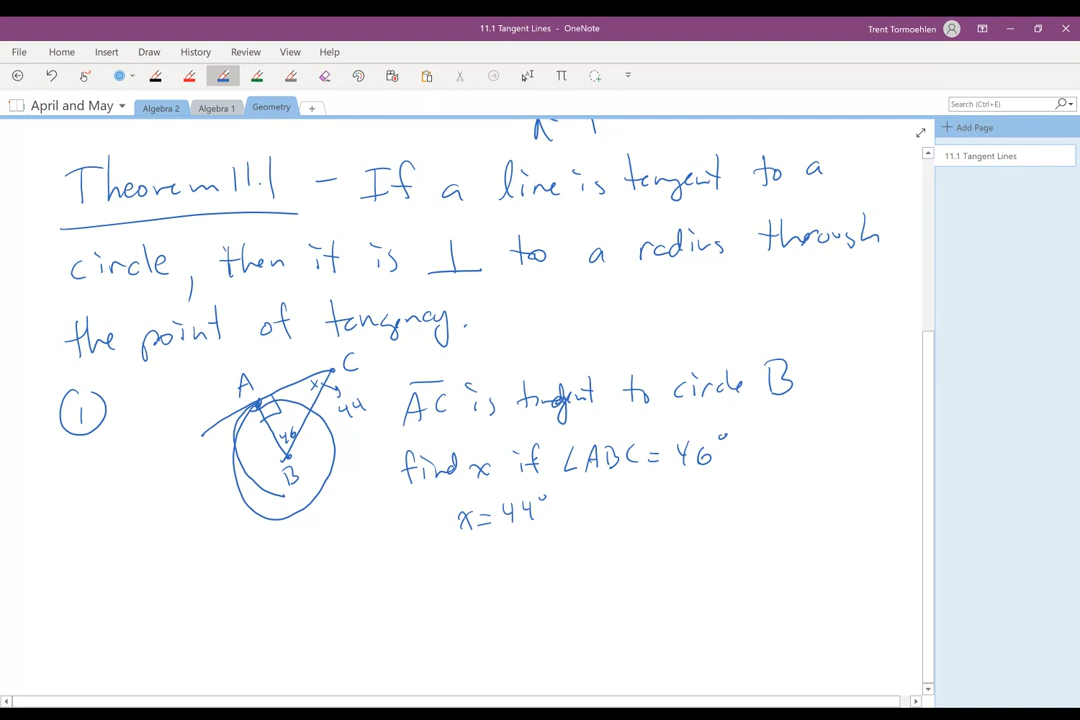 11.1 Tangent Lines - OneNote
Trent Tormoehlen
File Home Insert Draw History Review View Help
April and May
Algebra 2
Algebra 1
Geometry
Search (Ctrl+E)
Add Page
11.1 Tangent Lines
Theorem 11.1 - If a line is tangent to a
circle, then it is ⊥ to a radius through
the point of tangency.
1
A
C
x
44
46
B
AC is tangent to circle B
find x if ∠ABC = 46°
x = 44°